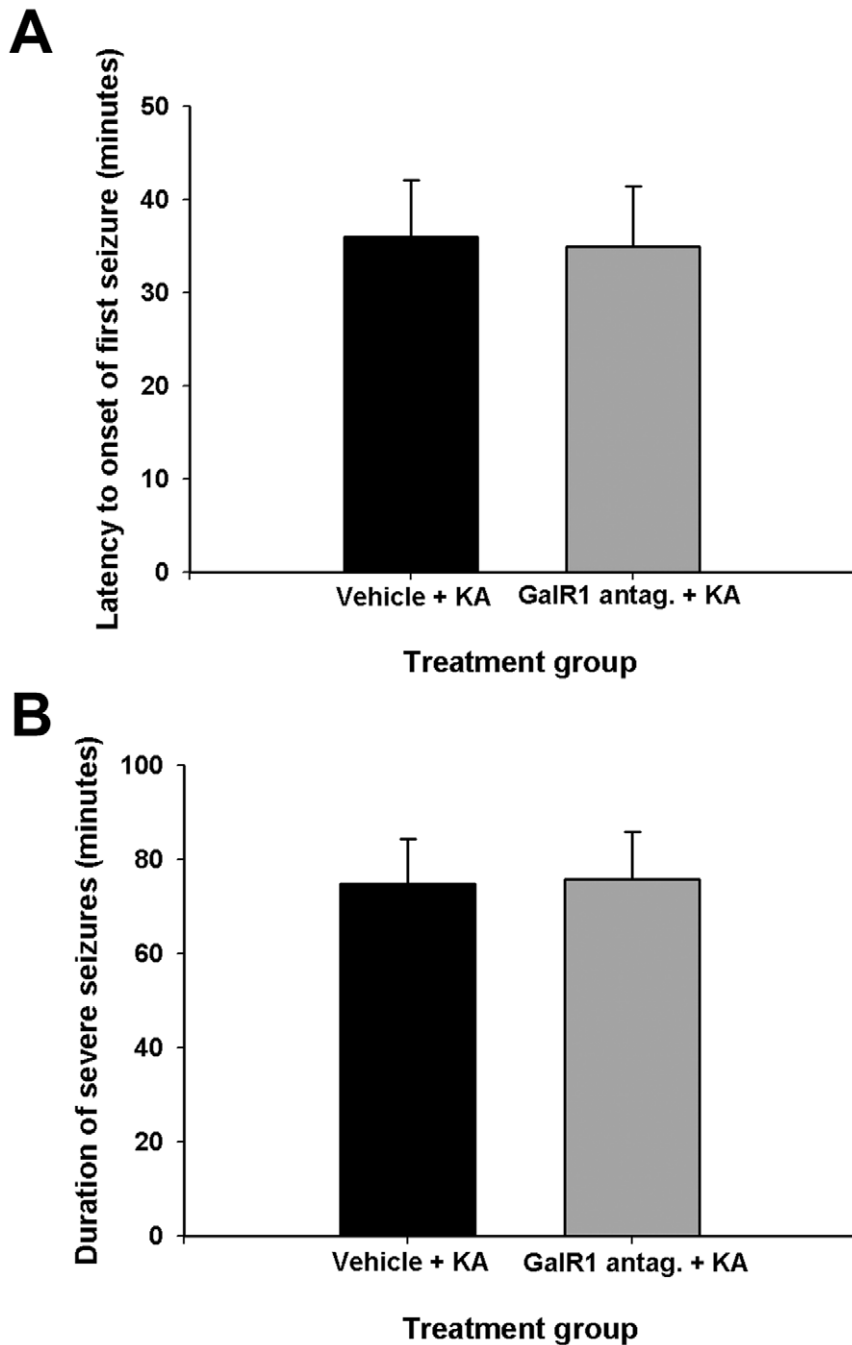 A
Latency to onset of first seizure (minutes)
50
40
30
20
10
0
Vehicle + KA
GalR1 antag. + KA
Treatment group
B
Duration of severe seizures (minutes)
100
80
60
40
20
0
Vehicle + KA
GalR1 antag. + KA
Treatment group